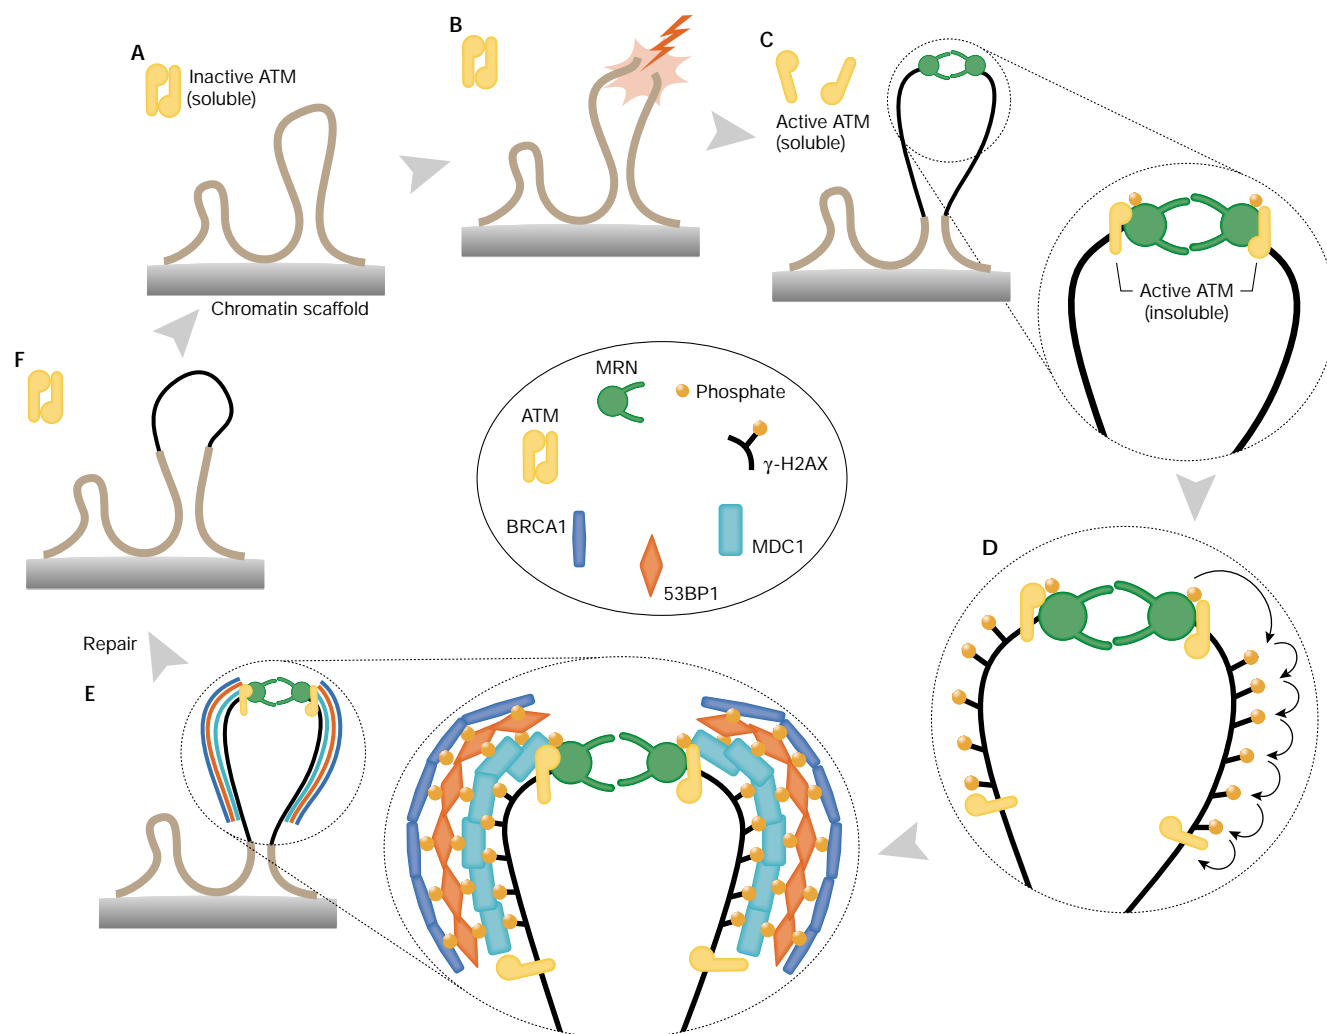 A
Inactive ATM
(soluble)
B
C
Active ATM
(soluble)
Chromatin scaffold
Active ATM
(insoluble)
F
MRN
Phosphate
ATM
γ-H2AX
BRCA1
MDC1
53BP1
D
Repair
E